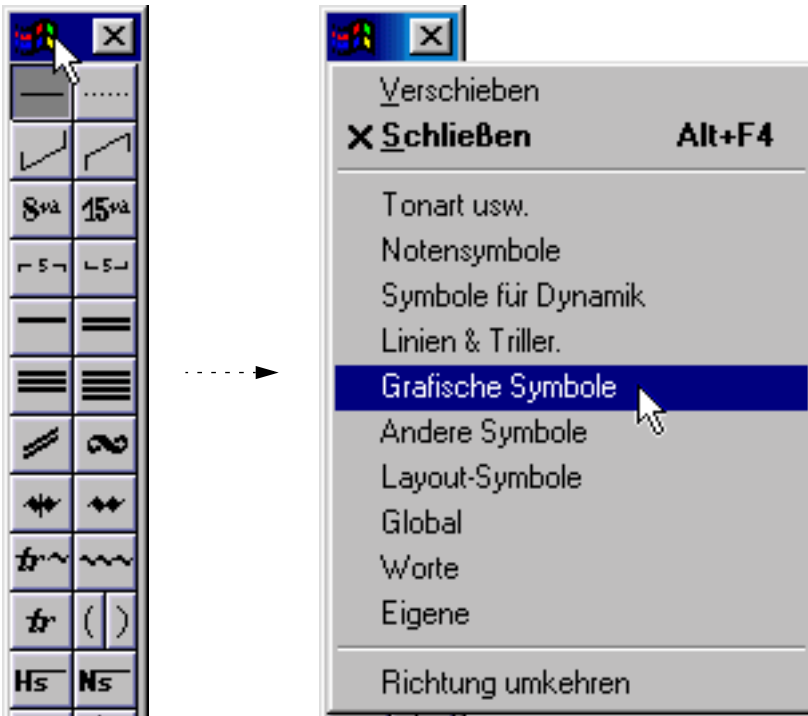 8va 15va
5 5
tr
tr ( )
Hs Ns
Verschieben
Schließen Alt+F4
Tonart usw.
Notensymbole
Symbole für Dynamik
Linien & Triller.
Grafische Symbole
Andere Symbole
Layout-Symbole
Global
Worte
Eigene
Richtung umkehren